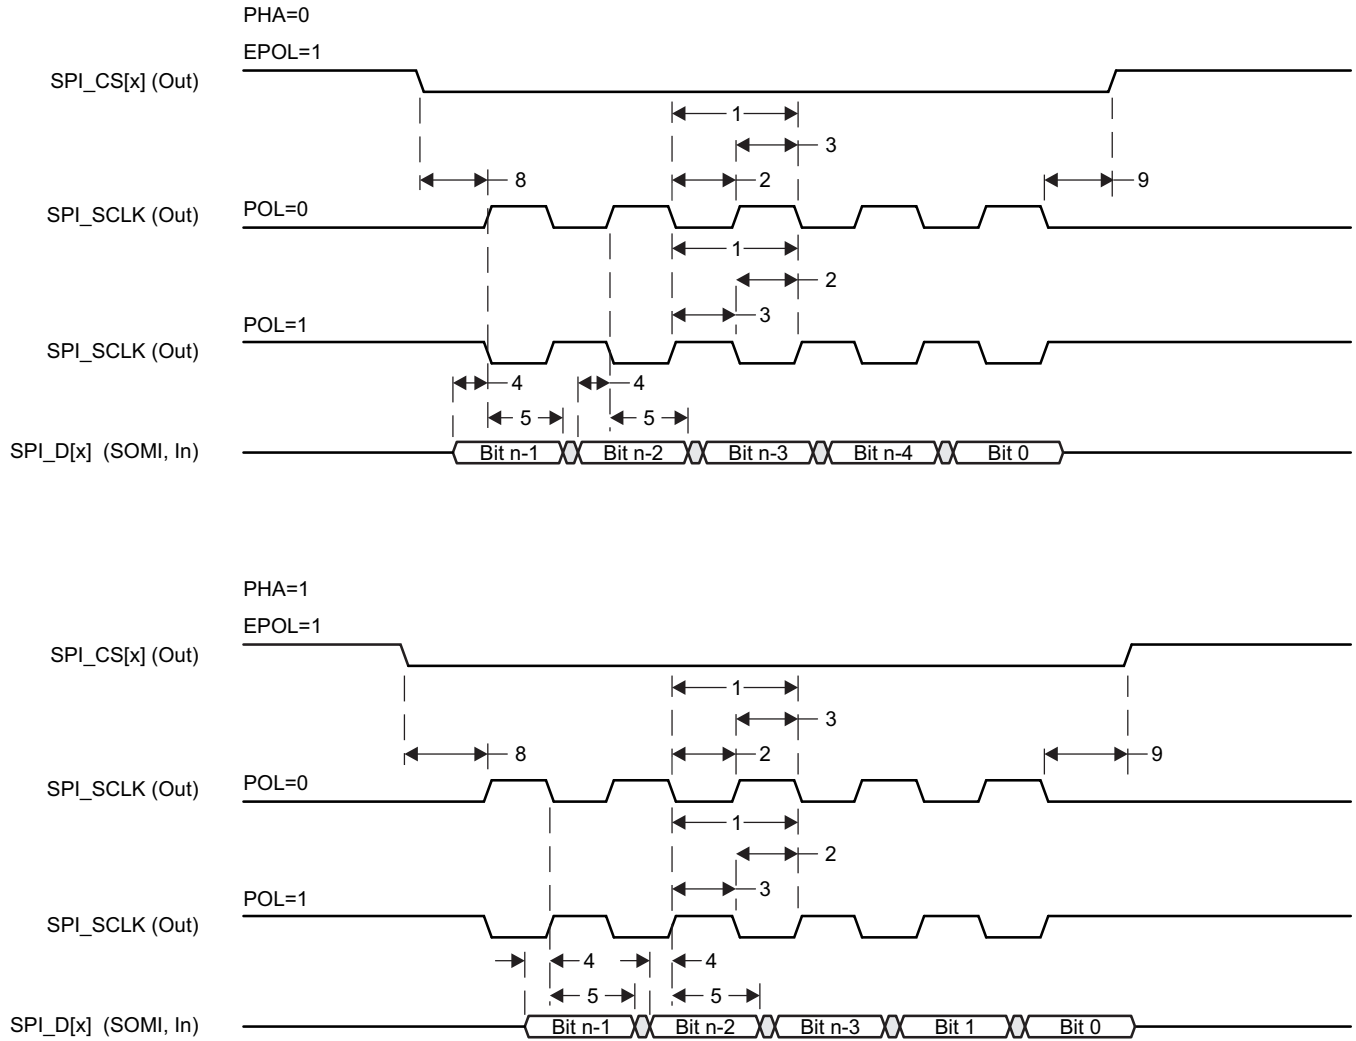 PHA=0
EPOL=1
SPI_CS[x] (Out)
1
3
8
2
9
SPI_SCLK (Out)
POL=0
1
2
POL=1
3
SPI_SCLK (Out)
4
4
5
5
SPI_D[x] (SOMI, In)
Bit n-1
Bit n-2
Bit n-3
Bit n-4
Bit 0
PHA=1
EPOL=1
SPI_CS[x] (Out)
1
3
8
2
9
SPI_SCLK (Out)
POL=0
1
2
POL=1
3
SPI_SCLK (Out)
4
4
5
5
SPI_D[x] (SOMI, In)
Bit n-1
Bit n-2
Bit n-3
Bit 1
Bit 0